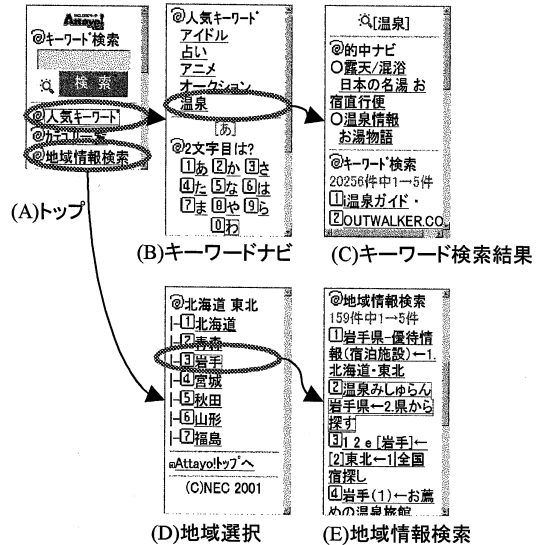 Attayo!
@キーワード検索
検索
@人気キーワード
@カテゴリ一覧
@地域情報検索
(A)トップ
@人気キーワード
アイドル
占い
アニメ
オークション
温泉
[あ]
@2文字目は?
1あ 2か 3さ
4た 5な 6は
7ま 8や 9ら
0わ
(B)キーワードナビ
[温泉]
@的中ナビ
○露天/混浴
日本の名湯 お
宿直行便
○温泉情報
お湯物語
@キーワード検索
20256件中1→5件
1温泉ガイド・
2OUTWALKER.CO
(C)キーワード検索結果
@北海道 東北
|-1北海道
|-2青森
|-3岩手
|-4宮城
|-5秋田
|-6山形
|-7福島
Attayo!トップへ
(C)NEC 2001
(D)地域選択
@地域情報検索
159件中1→5件
1岩手県-優待情
報(宿泊施設)←1.
北海道・東北
2温泉みしゅらん
岩手県←2.県から
探す
312e[岩手]←
[2]東北←1|全国
宿探し
4岩手(1)←お薦
めの温泉旅館
(E)地域情報検索